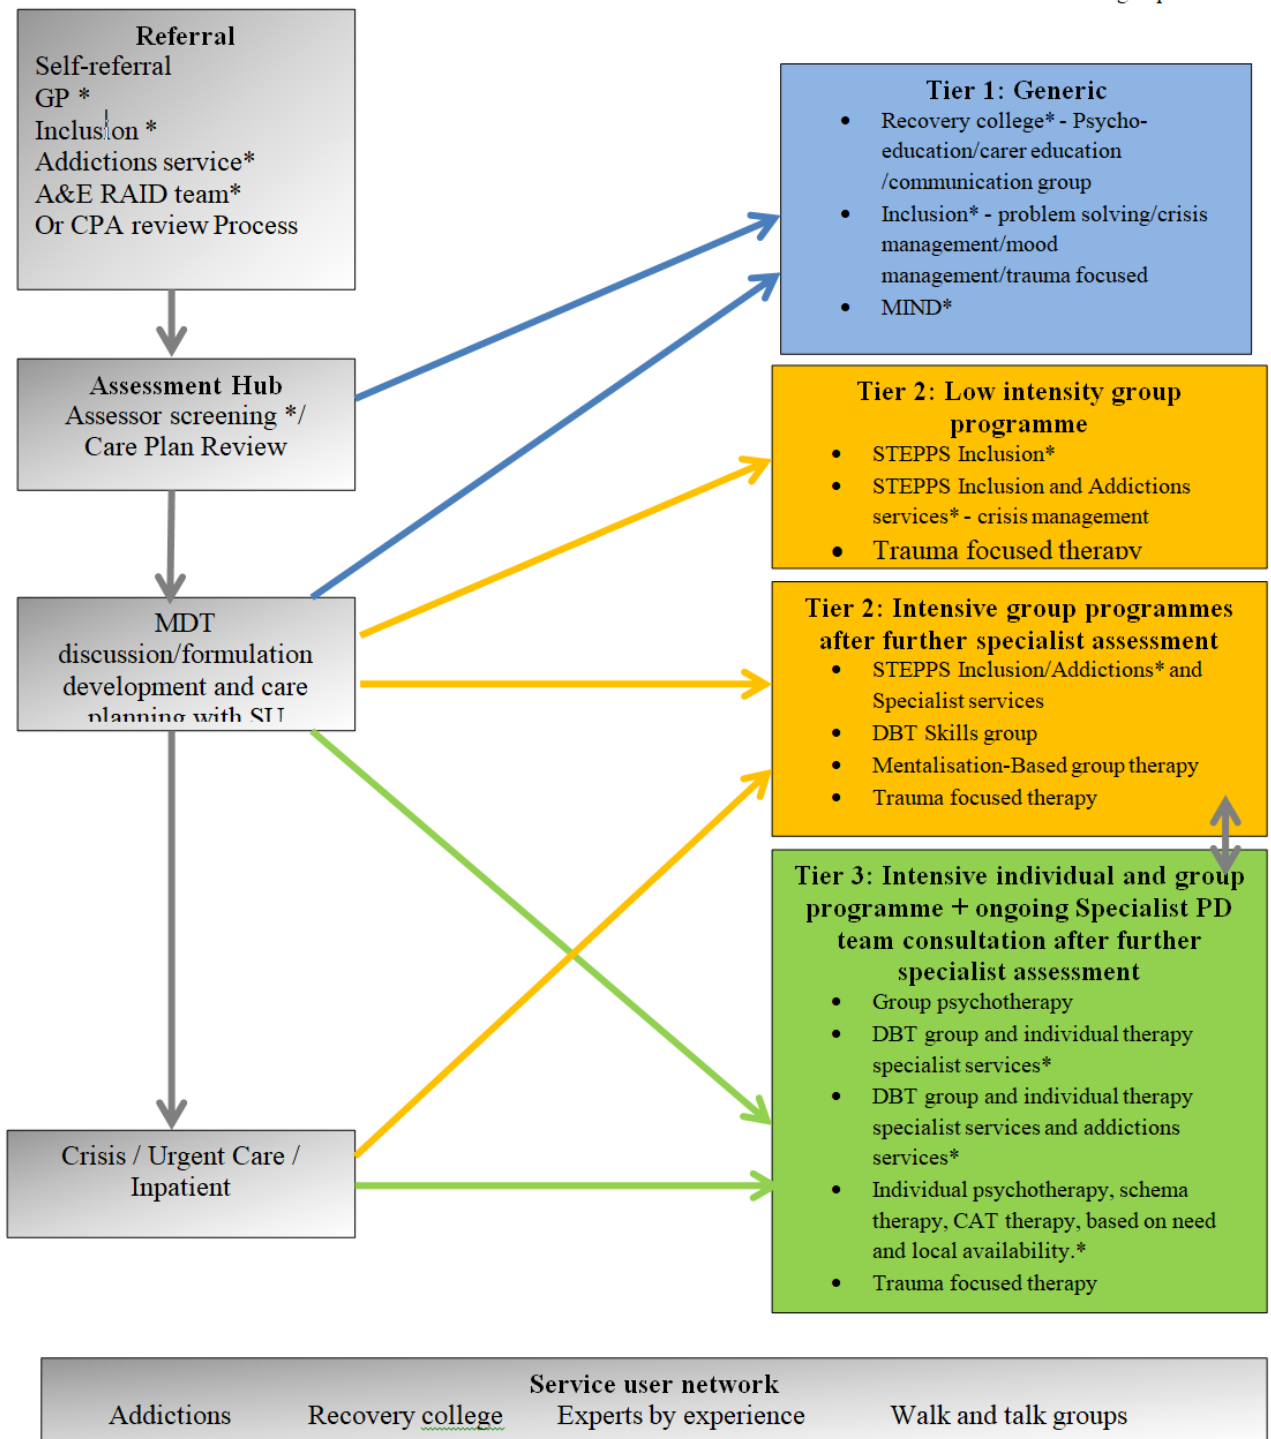 Referral
Self-referral
GP *
Inclusion *
Addictions service*
A&E RAID team*
Or CPA review Process
Assessment Hub
Assessor screening */
Care Plan Review
MDT
discussion/formulation
development and care
planning with SU
Crisis / Urgent Care /
Inpatient
Tier 1: Generic
• Recovery college* - Psycho-
education/carer education
/communication group
• Inclusion* - problem solving/crisis
management/mood
management/trauma focused
• MIND*
Tier 2: Low intensity group
programme
• STEPPS Inclusion*
• STEPPS Inclusion and Addictions
services* - crisis management
• Trauma focused therapy
Tier 2: Intensive group programmes
after further specialist assessment
• STEPPS Inclusion/Addictions* and
Specialist services
• DBT Skills group
• Mentalisation-Based group therapy
• Trauma focused therapy
Tier 3: Intensive individual and group
programme + ongoing Specialist PD
team consultation after further
specialist assessment
• Group psychotherapy
• DBT group and individual therapy
specialist services*
• DBT group and individual therapy
specialist services and addictions
services*
• Individual psychotherapy, schema
therapy, CAT therapy, based on need
and local availability.*
• Trauma focused therapy
Service user network
Addictions Recovery college Experts by experience Walk and talk groups